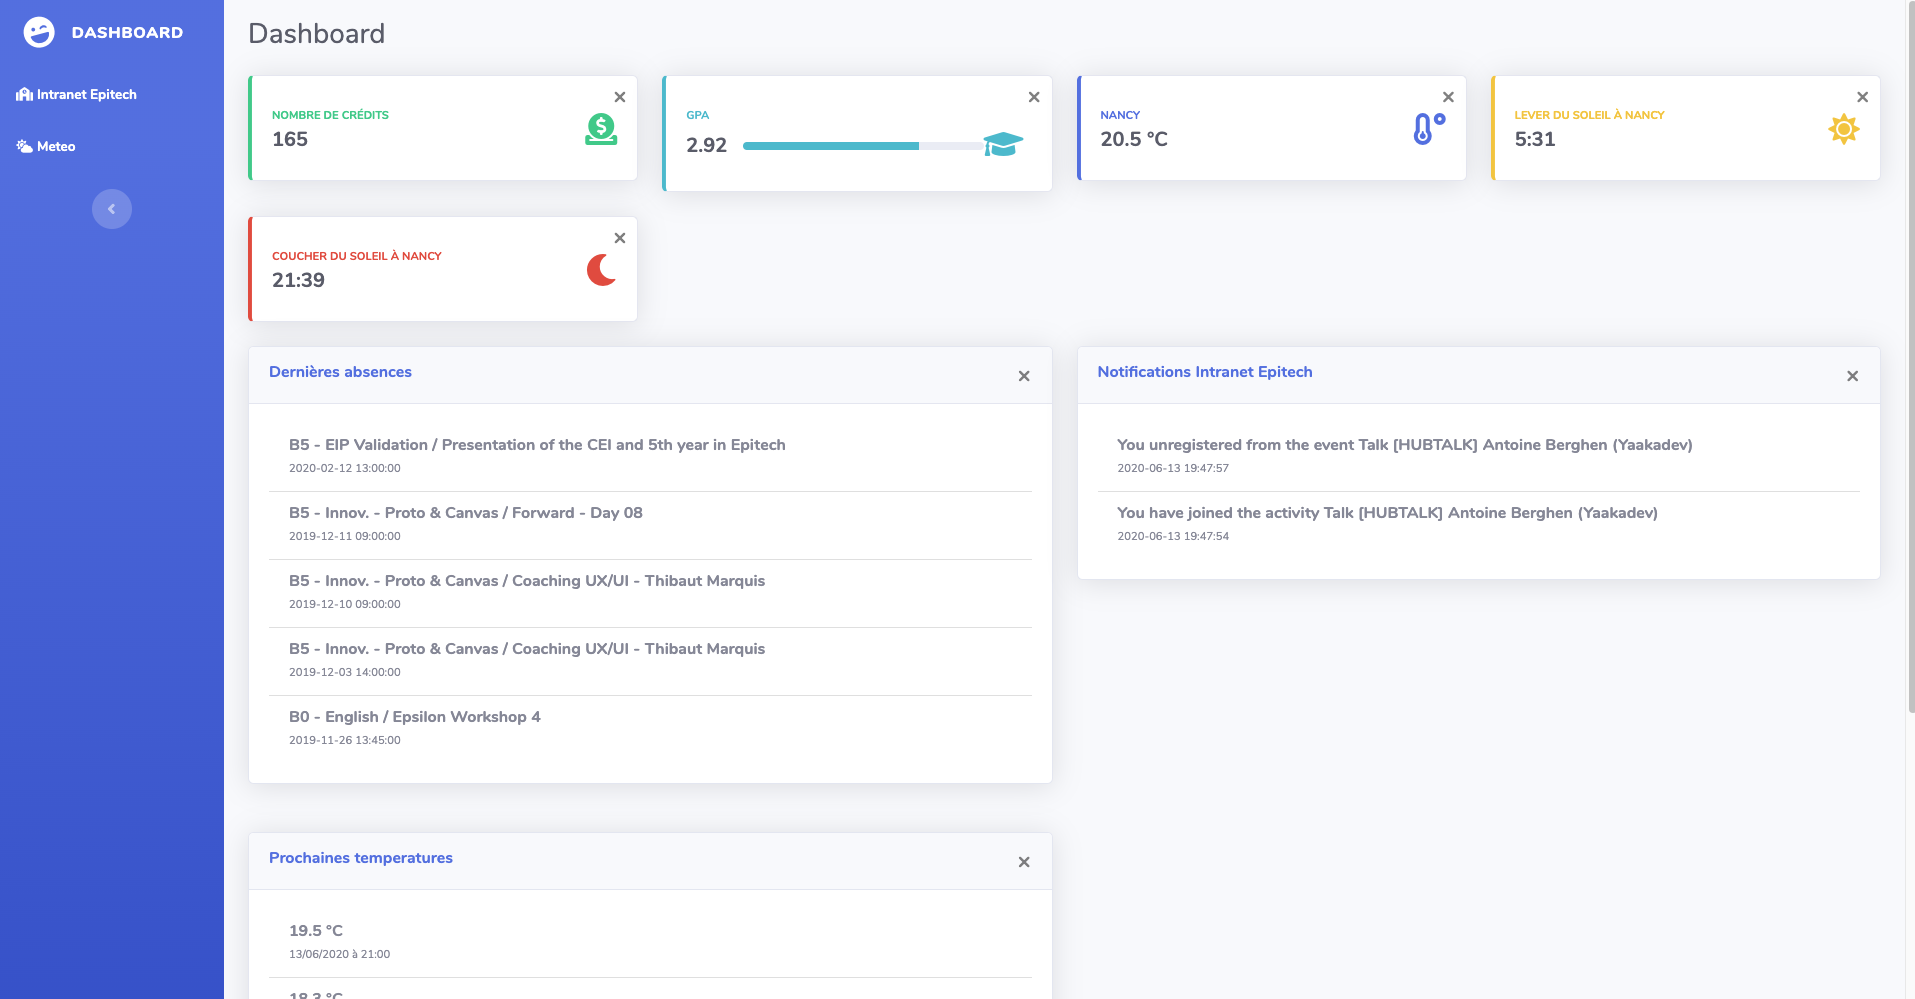 DASHBOARD
Intranet Epitech
Meteo
Dashboard
NOMBRE DE CRÉDITS
165
GPA
2.92
NANCY
20.5 °C
LEVER DU SOLEIL À NANCY
5:31
COUCHER DU SOLEIL À NANCY
21:39
Dernières absences
B5 - EIP Validation / Presentation of the CEI and 5th year in Epitech
2020-02-12 13:00:00
B5 - Innov. - Proto & Canvas / Forward - Day 08
2019-12-11 09:00:00
B5 - Innov. - Proto & Canvas / Coaching UX/UI - Thibaut Marquis
2019-12-10 09:00:00
B5 - Innov. - Proto & Canvas / Coaching UX/UI - Thibaut Marquis
2019-12-03 14:00:00
B0 - English / Epsilon Workshop 4
2019-11-26 13:45:00
Notifications Intranet Epitech
You unregistered from the event Talk [HUBTALK] Antoine Berghen (Yaakadev)
2020-06-13 19:47:57
You have joined the activity Talk [HUBTALK] Antoine Berghen (Yaakadev)
2020-06-13 19:47:54
Prochaines temperatures
19.5 °C
13/06/2020 à 21:00
18.3 °C